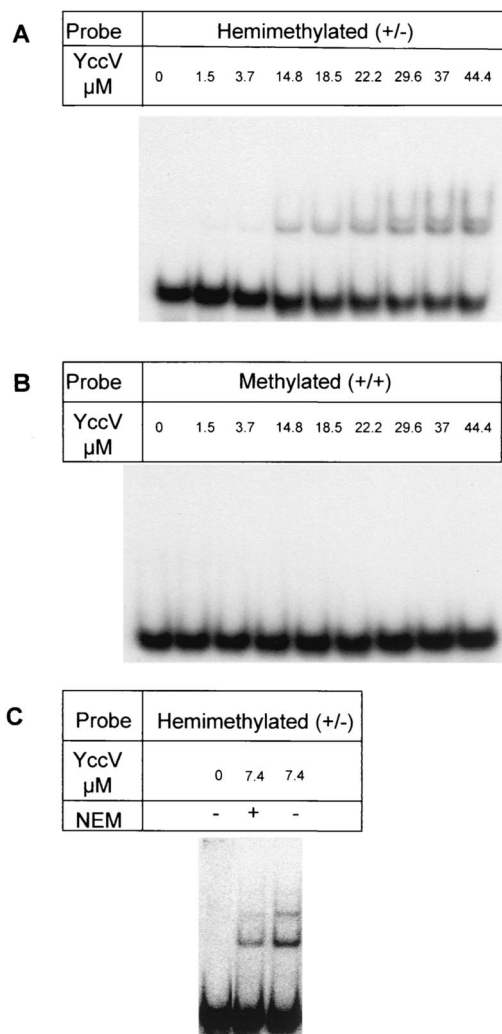 A
Probe Hemimethylated (+/-)
YccV µM 0 1.5 3.7 14.8 18.5 22.2 29.6 37 44.4
B
Probe Methylated (+/+)
YccV µM 0 1.5 3.7 14.8 18.5 22.2 29.6 37 44.4
C
Probe Hemimethylated (+/-)
YccV µM 0 7.4 7.4
NEM - + -